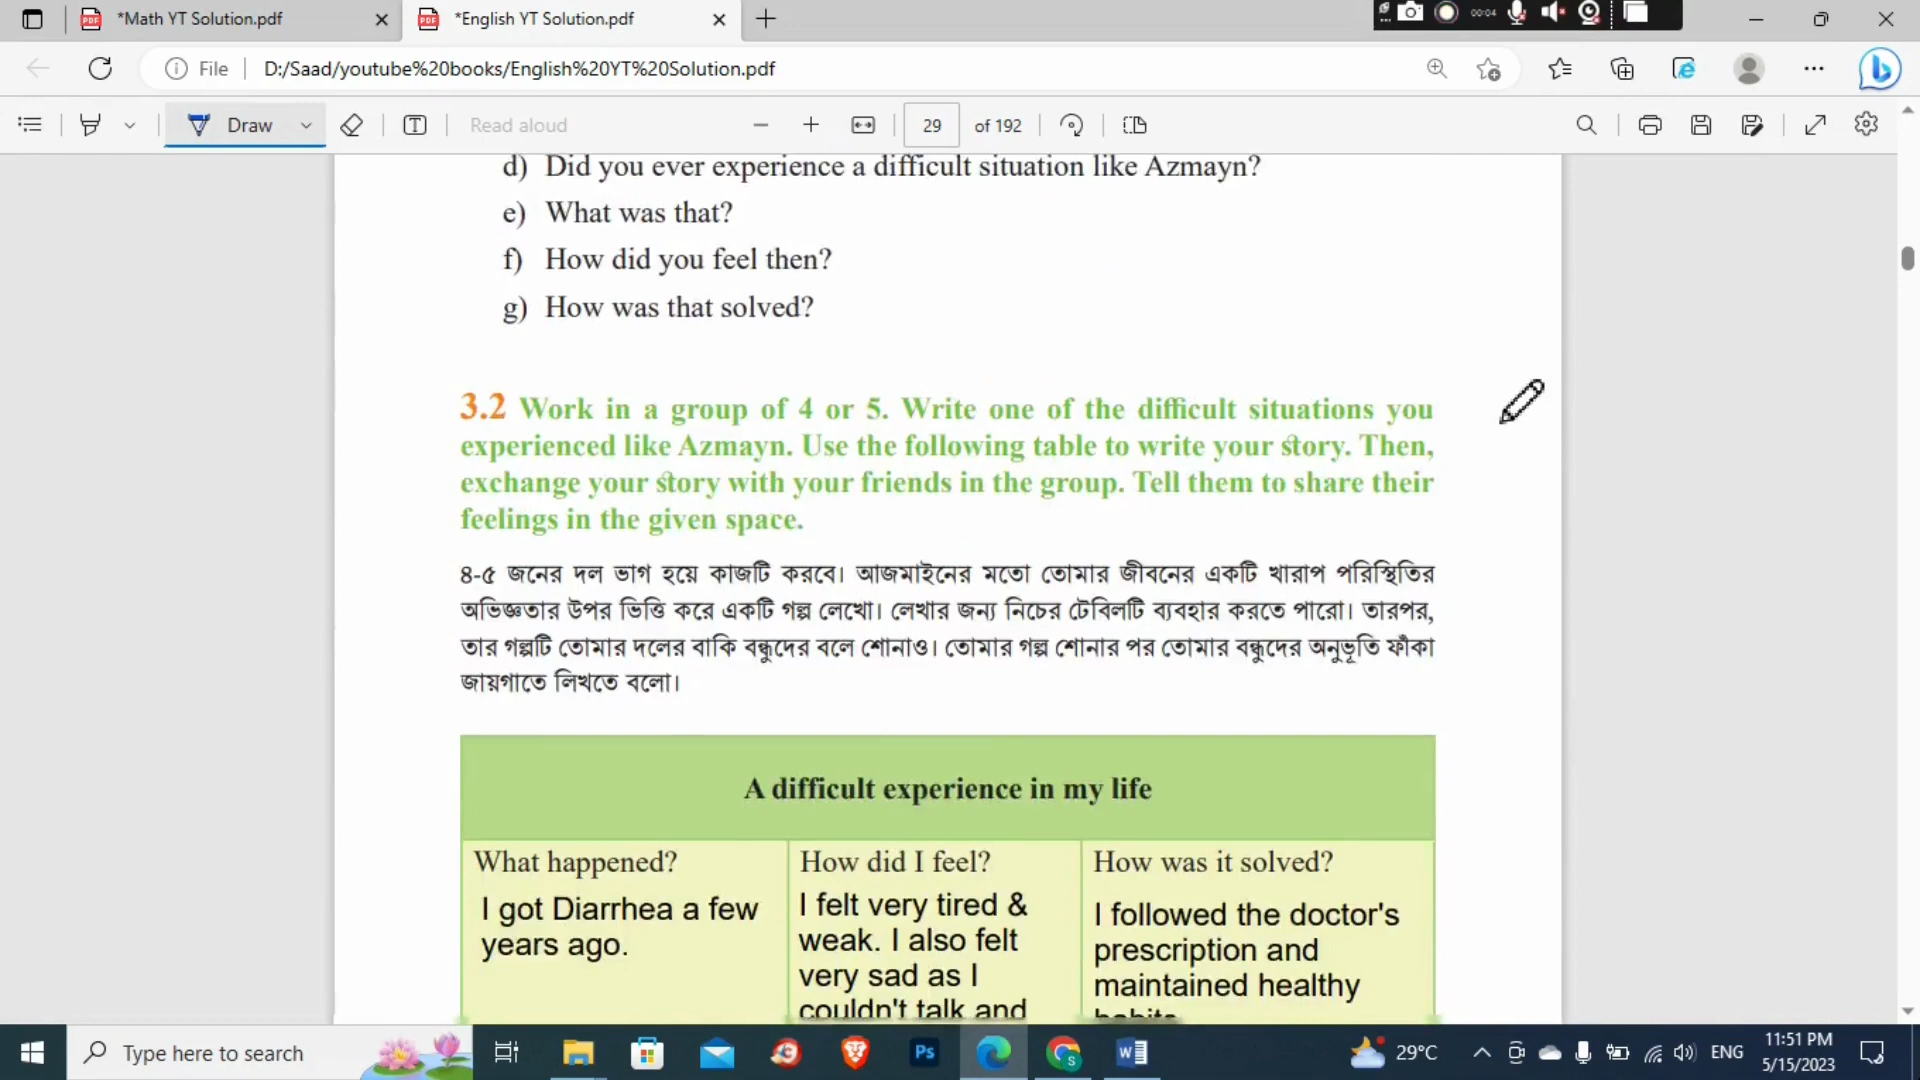 *Math YT Solution.pdf
*English YT Solution.pdf
00:04
File
D:/Saad/youtube%20books/English%20YT%20Solution.pdf
Draw
Read aloud
29
of 192
d) Did you ever experience a difficult situation like Azmayn?
e) What was that?
f) How did you feel then?
g) How was that solved?
3.2 Work in a group of 4 or 5. Write one of the difficult situations you
experienced like Azmayn. Use the following table to write your story. Then,
exchange your story with your friends in the group. Tell them to share their
feelings in the given space.
৪-৫ জনের দল ভাগ হয়ে কাজটি করবে। আজমাইনের মতো তোমার জীবনের একটি খারাপ পরিস্থিতির
অভিজ্ঞতার উপর ভিত্তি করে একটি গল্প লেখো। লেখার জন্য নিচের টেবিলটি ব্যবহার করতে পারো। তারপর,
তার গল্পটি তোমার দলের বাকি বন্ধুদের বলে শোনাও। তোমার গল্প শোনার পর তোমার বন্ধুদের অনুভূতি ফাঁকা
জায়গাতে লিখতে বলো।
A difficult experience in my life
What happened?
I got Diarrhea a few
years ago.
How did I feel?
I felt very tired &
weak. I also felt
very sad as I
couldn't talk and
How was it solved?
I followed the doctor's
prescription and
maintained healthy
habits
Type here to search
Ps
29°C
ENG
11:51 PM
5/15/2023